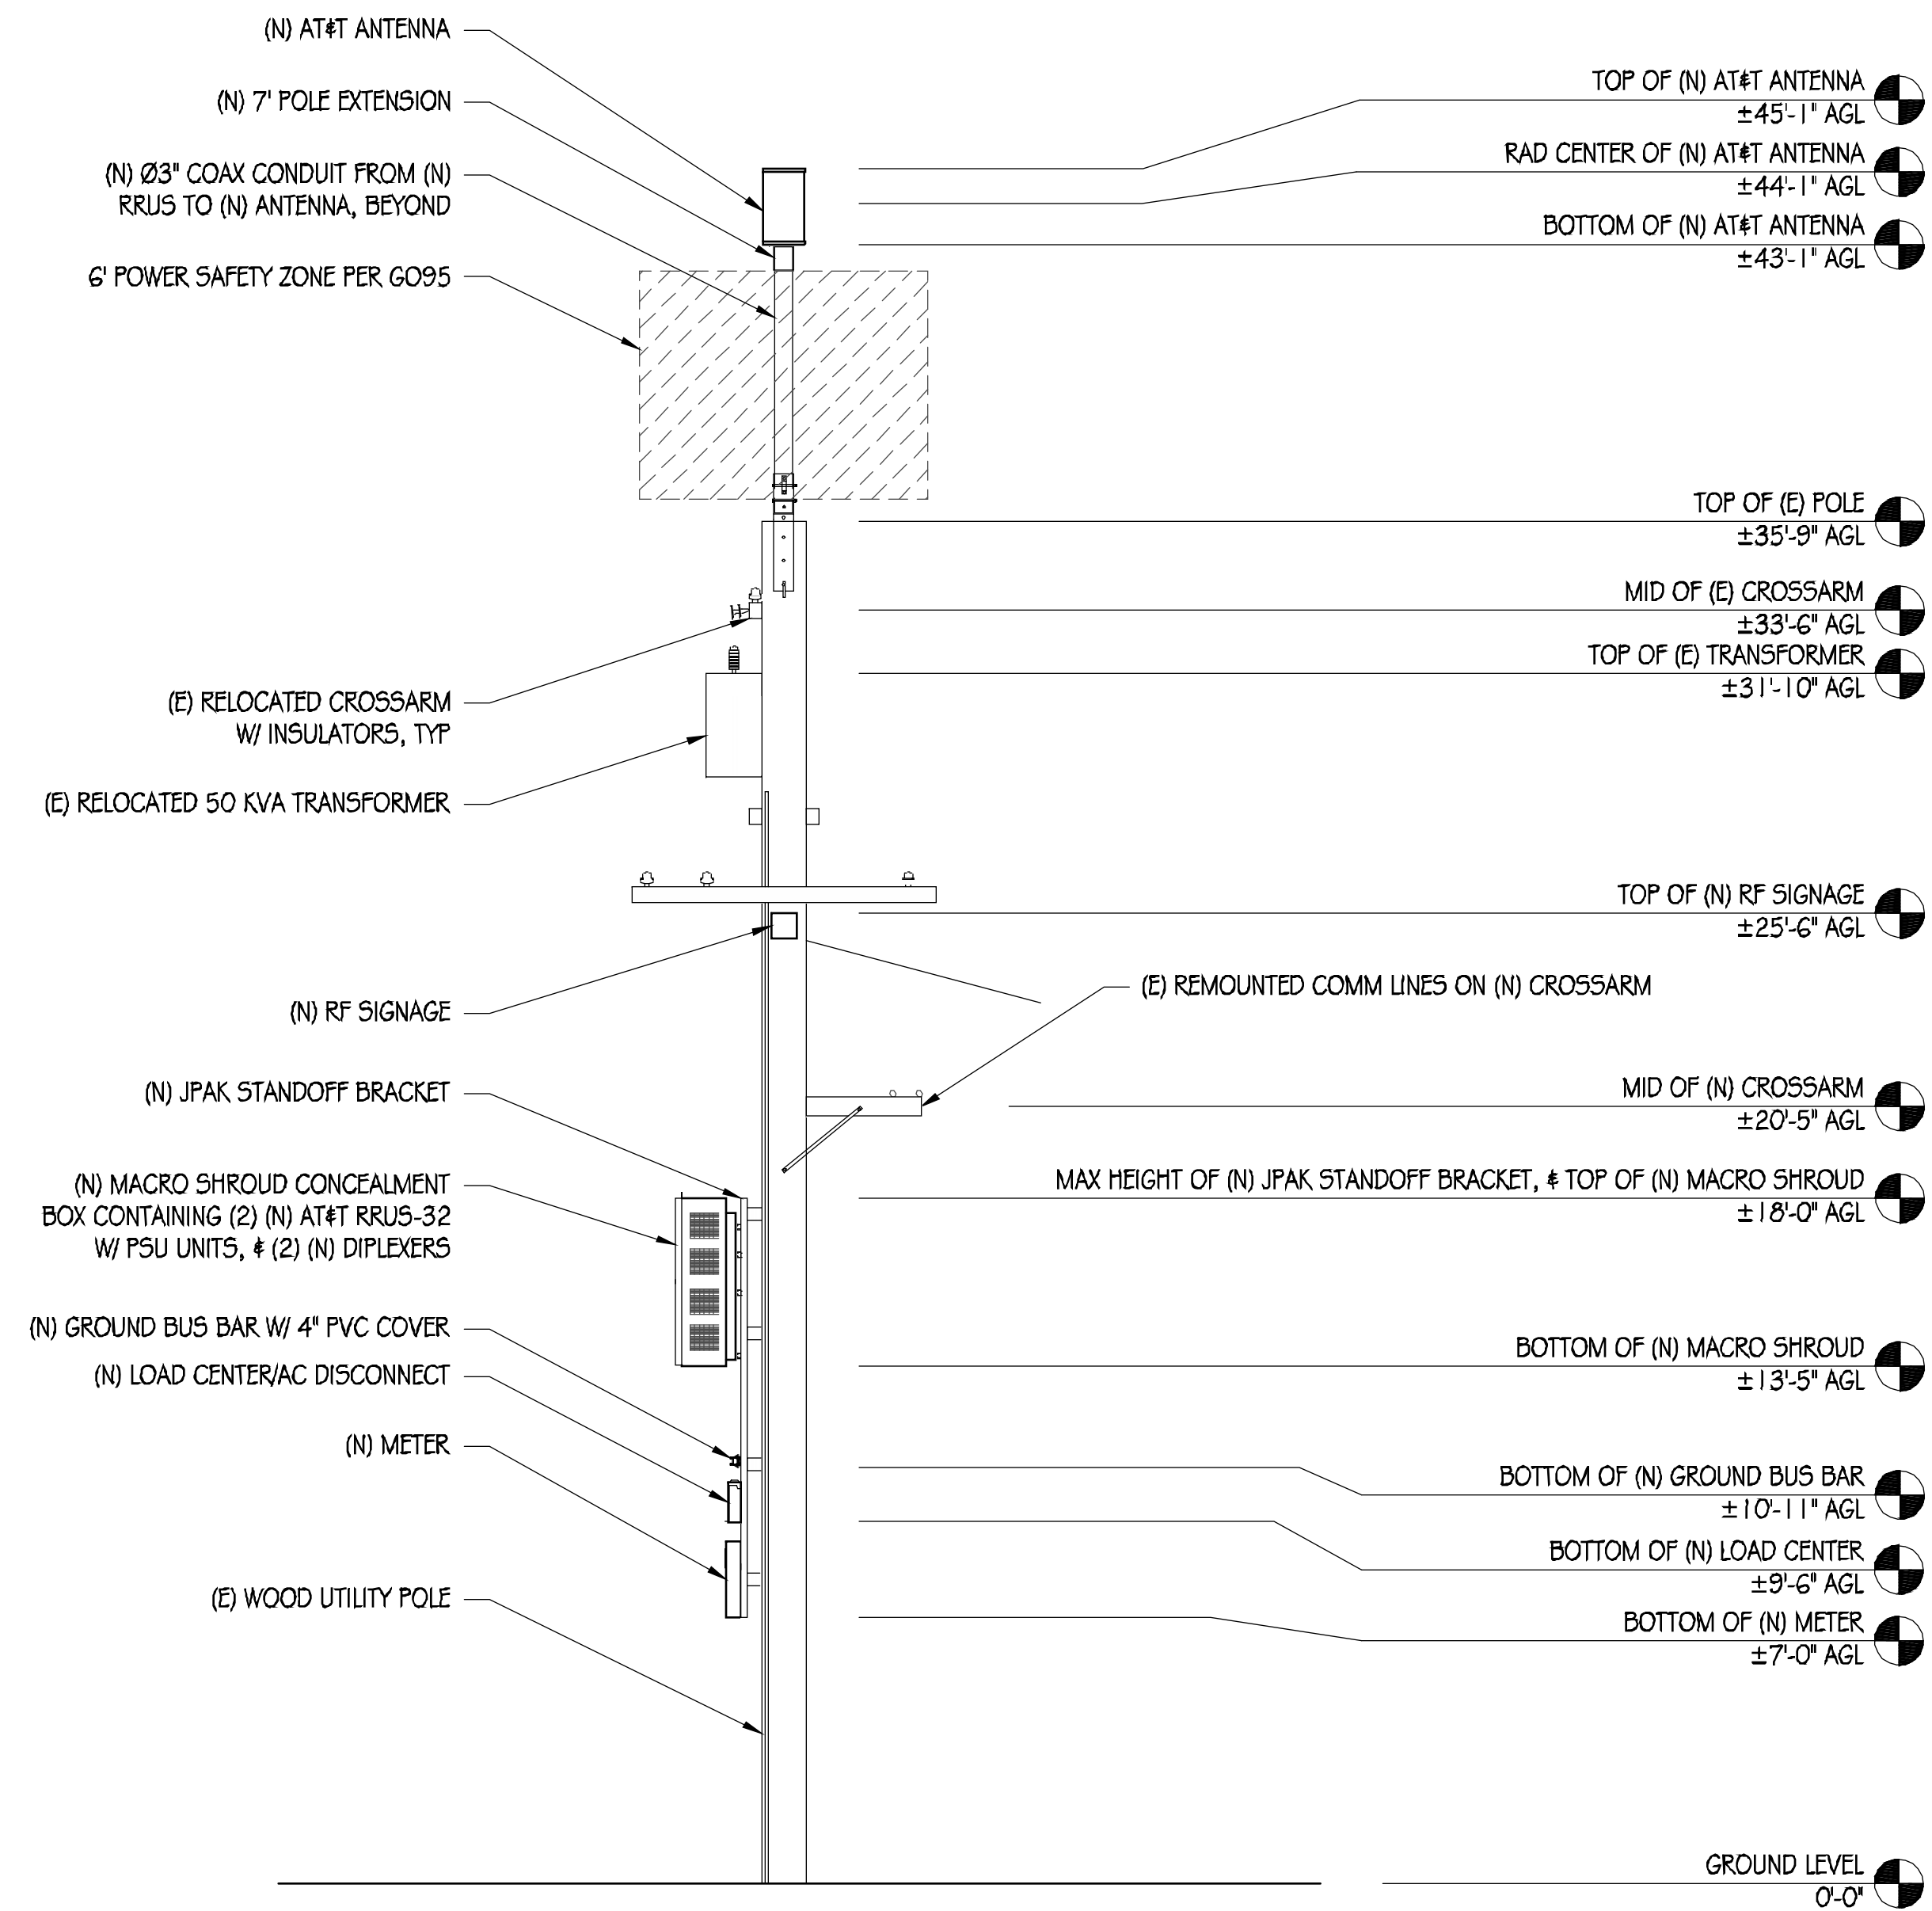 (N) AT&T ANTENNA
(N) 7' POLE EXTENSION
(N) Ø3" COAX CONDUIT FROM (N)
RRUS TO (N) ANTENNA, BEYOND
6' POWER SAFETY ZONE PER GO95
(E) RELOCATED CROSSARM
W/ INSULATORS, TYP
(E) RELOCATED 50 KVA TRANSFORMER
(N) RF SIGNAGE
(N) JPAK STANDOFF BRACKET
(N) MACRO SHROUD CONCEALMENT
BOX CONTAINING (2) (N) AT&T RRUS-32
W/ PSU UNITS, & (2) (N) DIPLEXERS
(N) GROUND BUS BAR W/ 4" PVC COVER
(N) LOAD CENTER/AC DISCONNECT
(N) METER
(E) WOOD UTILITY POLE
TOP OF (N) AT&T ANTENNA
±45'-1" AGL
RAD CENTER OF (N) AT&T ANTENNA
±44'-1" AGL
BOTTOM OF (N) AT&T ANTENNA
±43'-1" AGL
TOP OF (E) POLE
±35'-9" AGL
MID OF (E) CROSSARM
±33'-6" AGL
TOP OF (E) TRANSFORMER
±31'-10" AGL
TOP OF (N) RF SIGNAGE
±25'-6" AGL
(E) REMOUNTED COMM LINES ON (N) CROSSARM
MID OF (N) CROSSARM
±20'-5" AGL
MAX HEIGHT OF (N) JPAK STANDOFF BRACKET, & TOP OF (N) MACRO SHROUD
±18'-0" AGL
BOTTOM OF (N) MACRO SHROUD
±13'-5" AGL
BOTTOM OF (N) GROUND BUS BAR
±10'-11" AGL
BOTTOM OF (N) LOAD CENTER
±9'-6" AGL
BOTTOM OF (N) METER
±7'-0" AGL
GROUND LEVEL
0'-0"